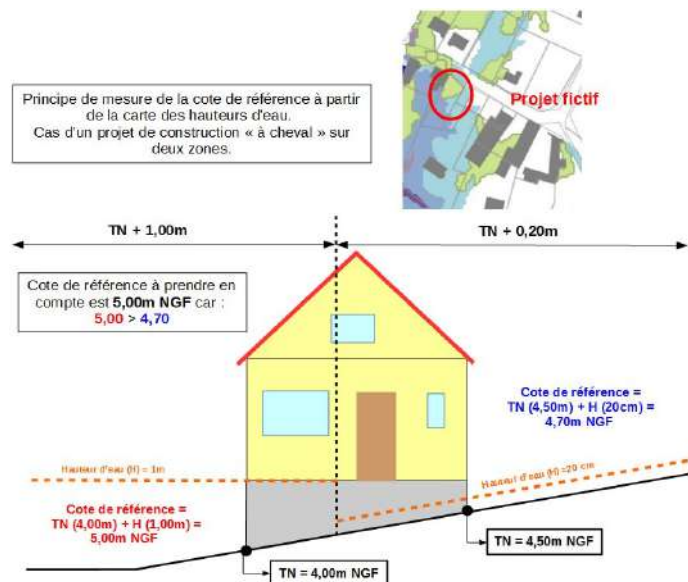 Principe de mesure de la cote de référence à partir
de la carte des hauteurs d'eau.
Cas d'un projet de construction « à cheval » sur
deux zones.
Projet fictif
TN + 1,00m
TN + 0,20m
Cote de référence à prendre en
compte est 5,00m NGF car :
5,00 > 4,70
Cote de référence =
TN (4,50m) + H (20cm) =
4,70m NGF
Hauteur d'eau (H) = 1m
Hauteur d'eau (H) =20 cm
Cote de référence =
TN (4,00m) + H (1,00m) =
5,00m NGF
TN = 4,50m NGF
TN = 4,00m NGF